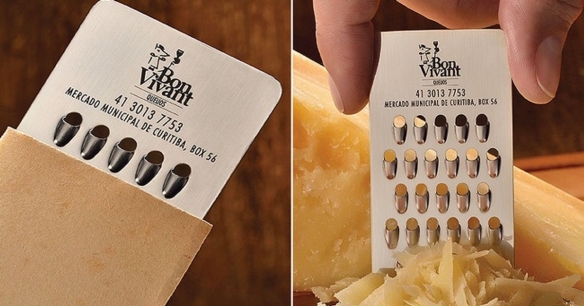 Bon
Vivant
QUEIJOS
41 3013 7753
MERCADO MUNICIPAL DE CURITIBA, BOX 56
Bon
Vivant
QUEIJOS
41 3013 7753
MERCADO MUNICIPAL DE CURITIBA, BOX 56